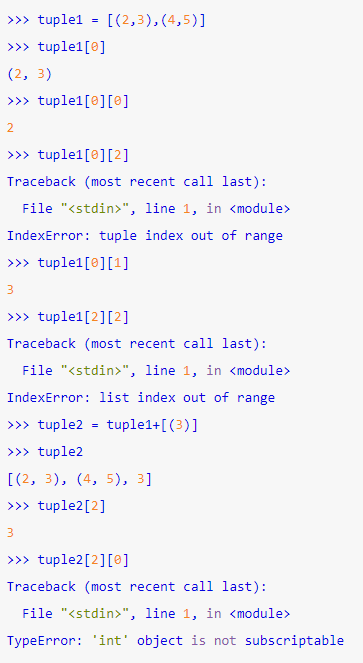 >>> tuple1 = [(2,3),(4,5)]
>>> tuple1[0]
(2, 3)
>>> tuple1[0][0]
2
>>> tuple1[0][2]
Traceback (most recent call last):
  File "<stdin>", line 1, in <module>
IndexError: tuple index out of range
>>> tuple1[0][1]
3
>>> tuple1[2][2]
Traceback (most recent call last):
  File "<stdin>", line 1, in <module>
IndexError: list index out of range
>>> tuple2 = tuple1+[(3)]
>>> tuple2
[(2, 3), (4, 5), 3]
>>> tuple2[2]
3
>>> tuple2[2][0]
Traceback (most recent call last):
  File "<stdin>", line 1, in <module>
TypeError: 'int' object is not subscriptable